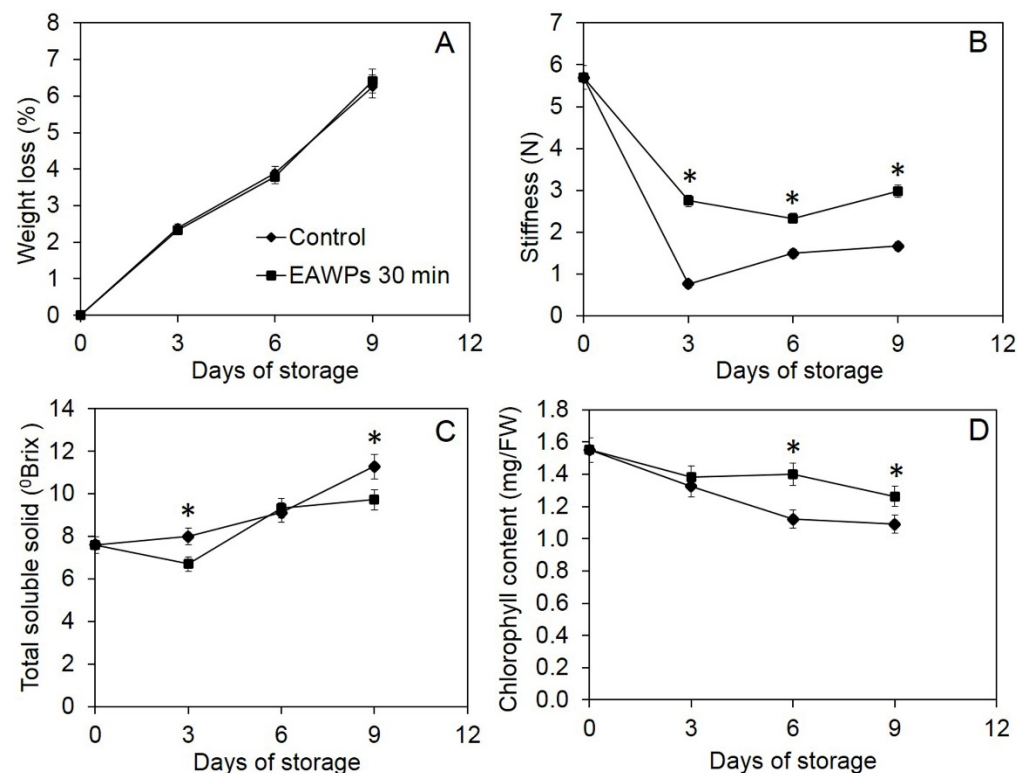 A
Weight loss (%)
8
7
6
5
4
3
2
1
0
Control
EAWPs 30 min
0 3 6 9 12
Days of storage
B
Stiffness (N)
7
6
5
4
3
2
1
0
* * *
0 3 6 9 12
Days of storage
C
Total soluble solid (⁰Brix )
14
12
10
8
6
4
2
0
* *
0 3 6 9 12
Days of storage
D
Chlorophyll content (mg/FW)
1.8
1.6
1.4
1.2
1.0
0.8
0.6
0.4
0.2
0.0
* *
0 3 6 9 12
Days of storage